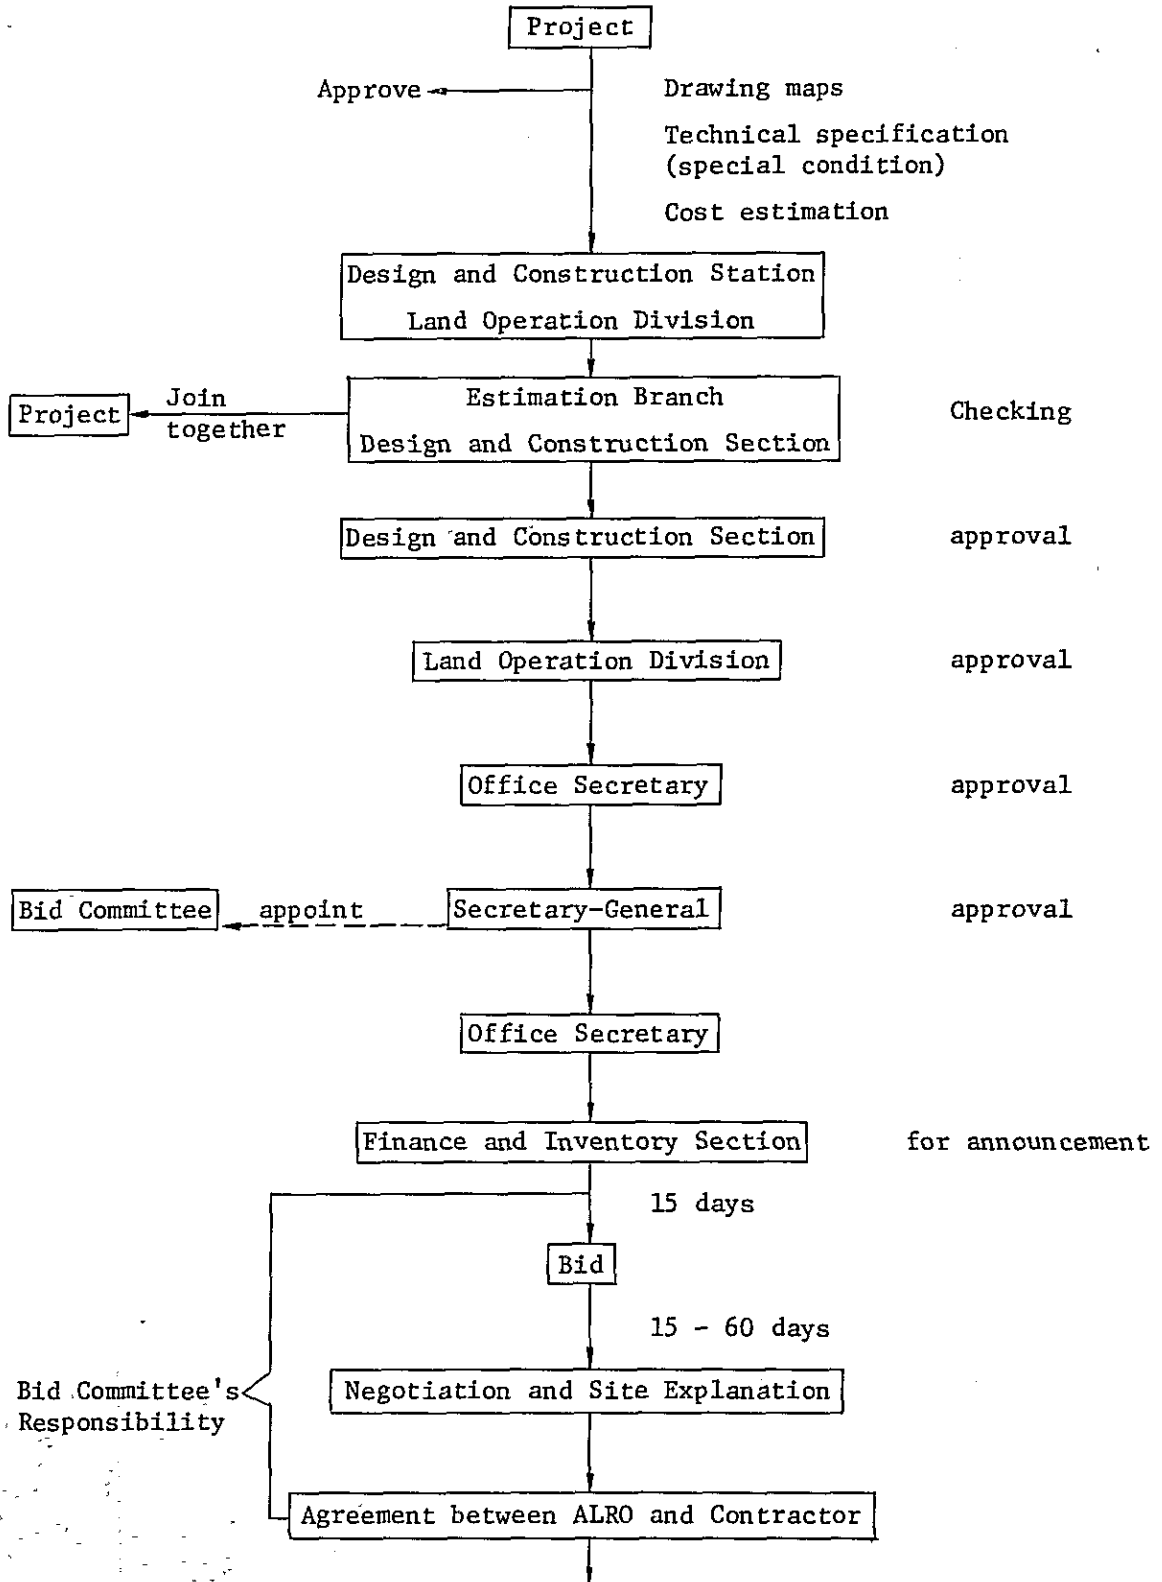 Project
Approve
Drawing maps
Technical specification
(special condition)
Cost estimation
Design and Construction Station
Land Operation Division
Project
Join
together
Estimation Branch
Design and Construction Section
Checking
Design and Construction Section
approval
Land Operation Division
approval
Office Secretary
approval
Bid Committee
appoint
Secretary-General
approval
Office Secretary
Finance and Inventory Section
for announcement
15 days
Bid
15 - 60 days
Bid Committee's
Responsibility
Negotiation and Site Explanation
Agreement between ALRO and Contractor